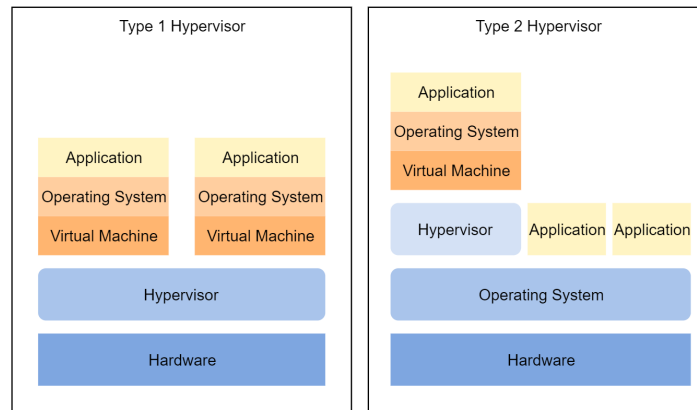 Type 1 Hypervisor
Application
Application
Operating System
Operating System
Virtual Machine
Virtual Machine
Hypervisor
Hardware
Type 2 Hypervisor
Application
Operating System
Virtual Machine
Hypervisor
Application
Application
Operating System
Hardware